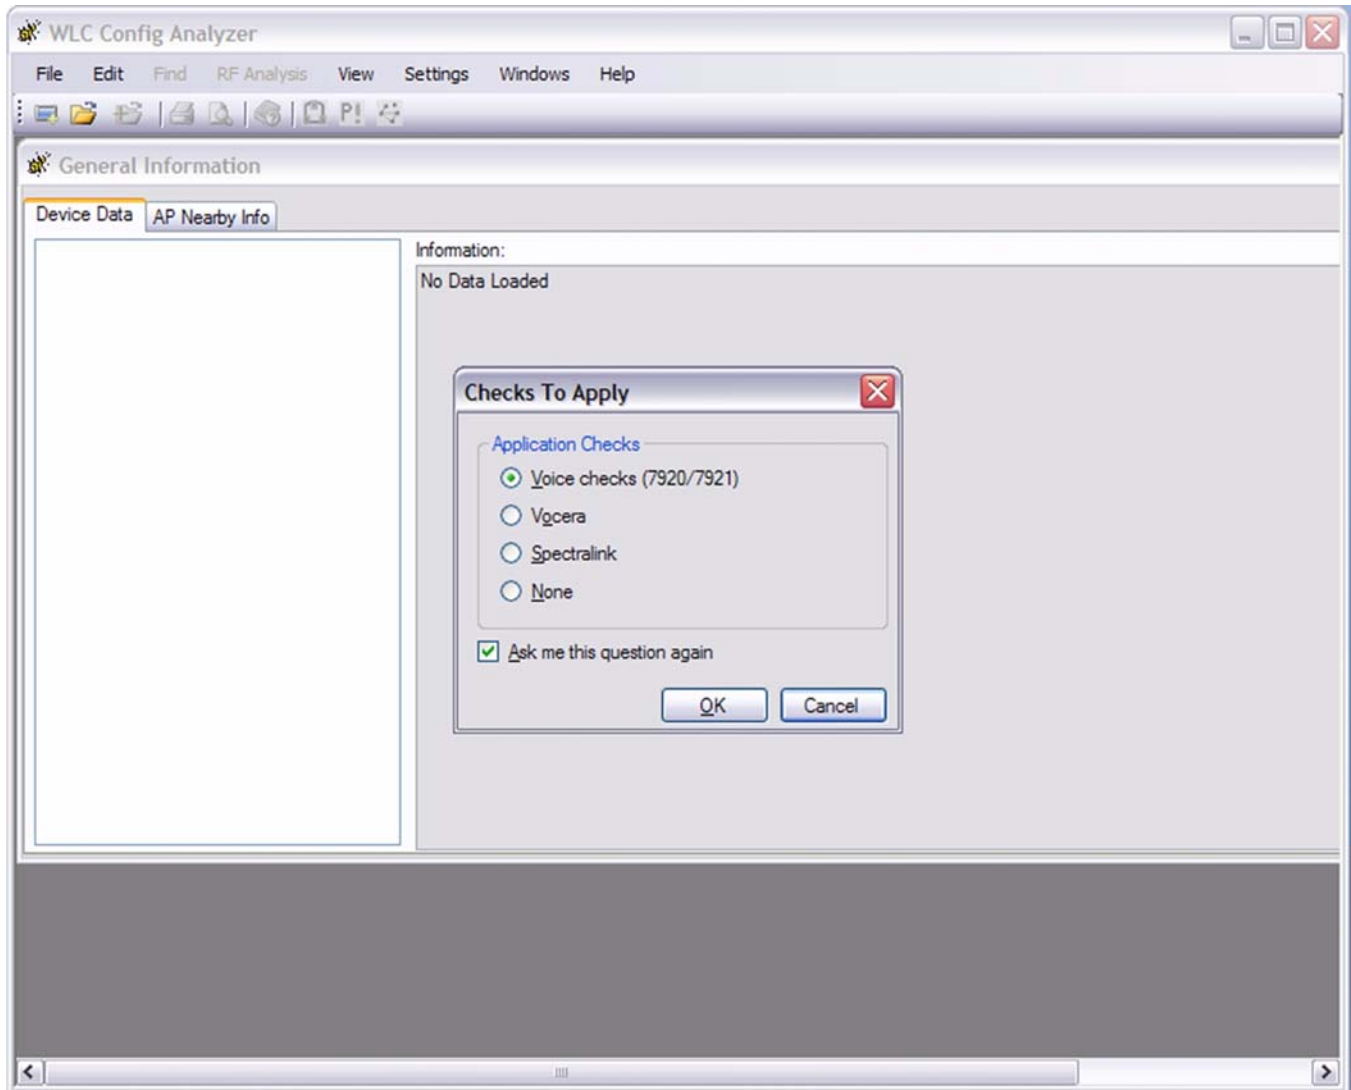 WLC Config Analyzer
File Edit Find RF Analysis View Settings Windows Help
P!
General Information
Device Data AP Nearby Info
Information:
No Data Loaded
Checks To Apply
Application Checks
Voice checks (7920/7921)
Vocera
Spectralink
None
Ask me this question again
OK Cancel